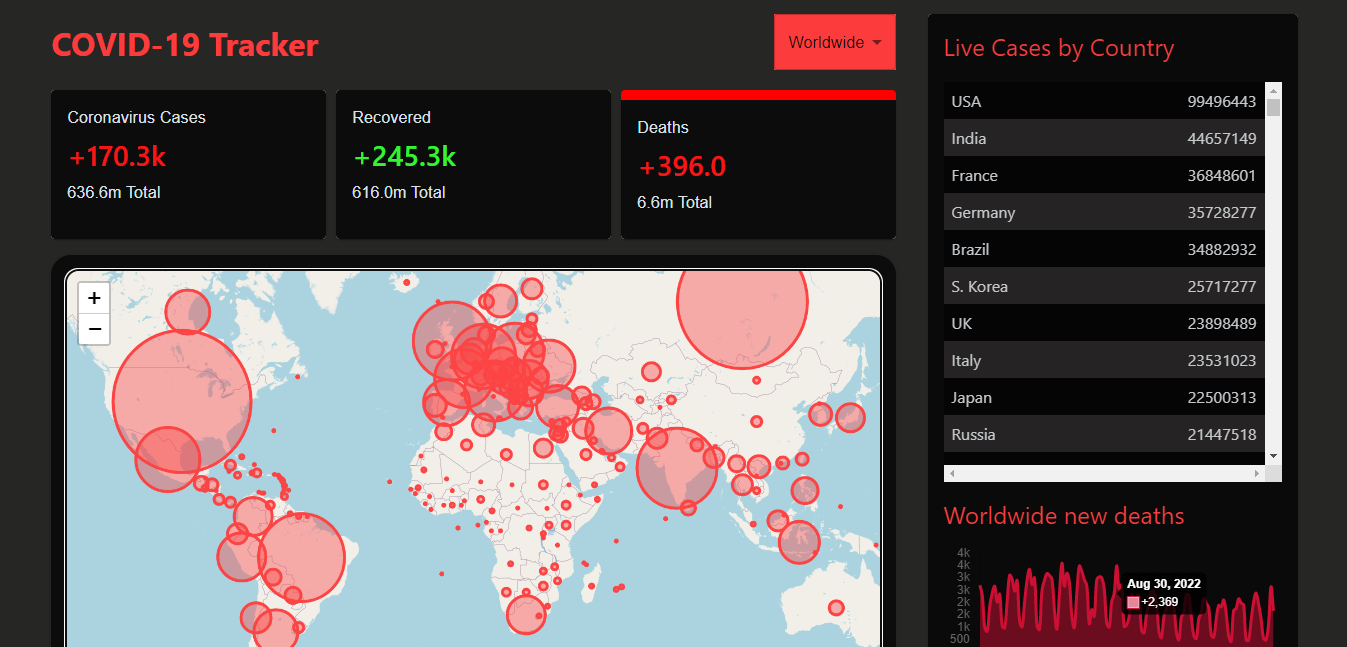 COVID-19 Tracker
Worldwide
Coronavirus Cases
+170.3k
636.6m Total
Recovered
+245.3k
616.0m Total
Deaths
+396.0
6.6m Total
+
−
Live Cases by Country
USA 99496443
India 44657149
France 36848601
Germany 35728277
Brazil 34882932
S. Korea 25717277
UK 23898489
Italy 23531023
Japan 22500313
Russia 21447518
Worldwide new deaths
4k
4k
3k
3k
2k
2k
1k
500
Aug 30, 2022
+2,369